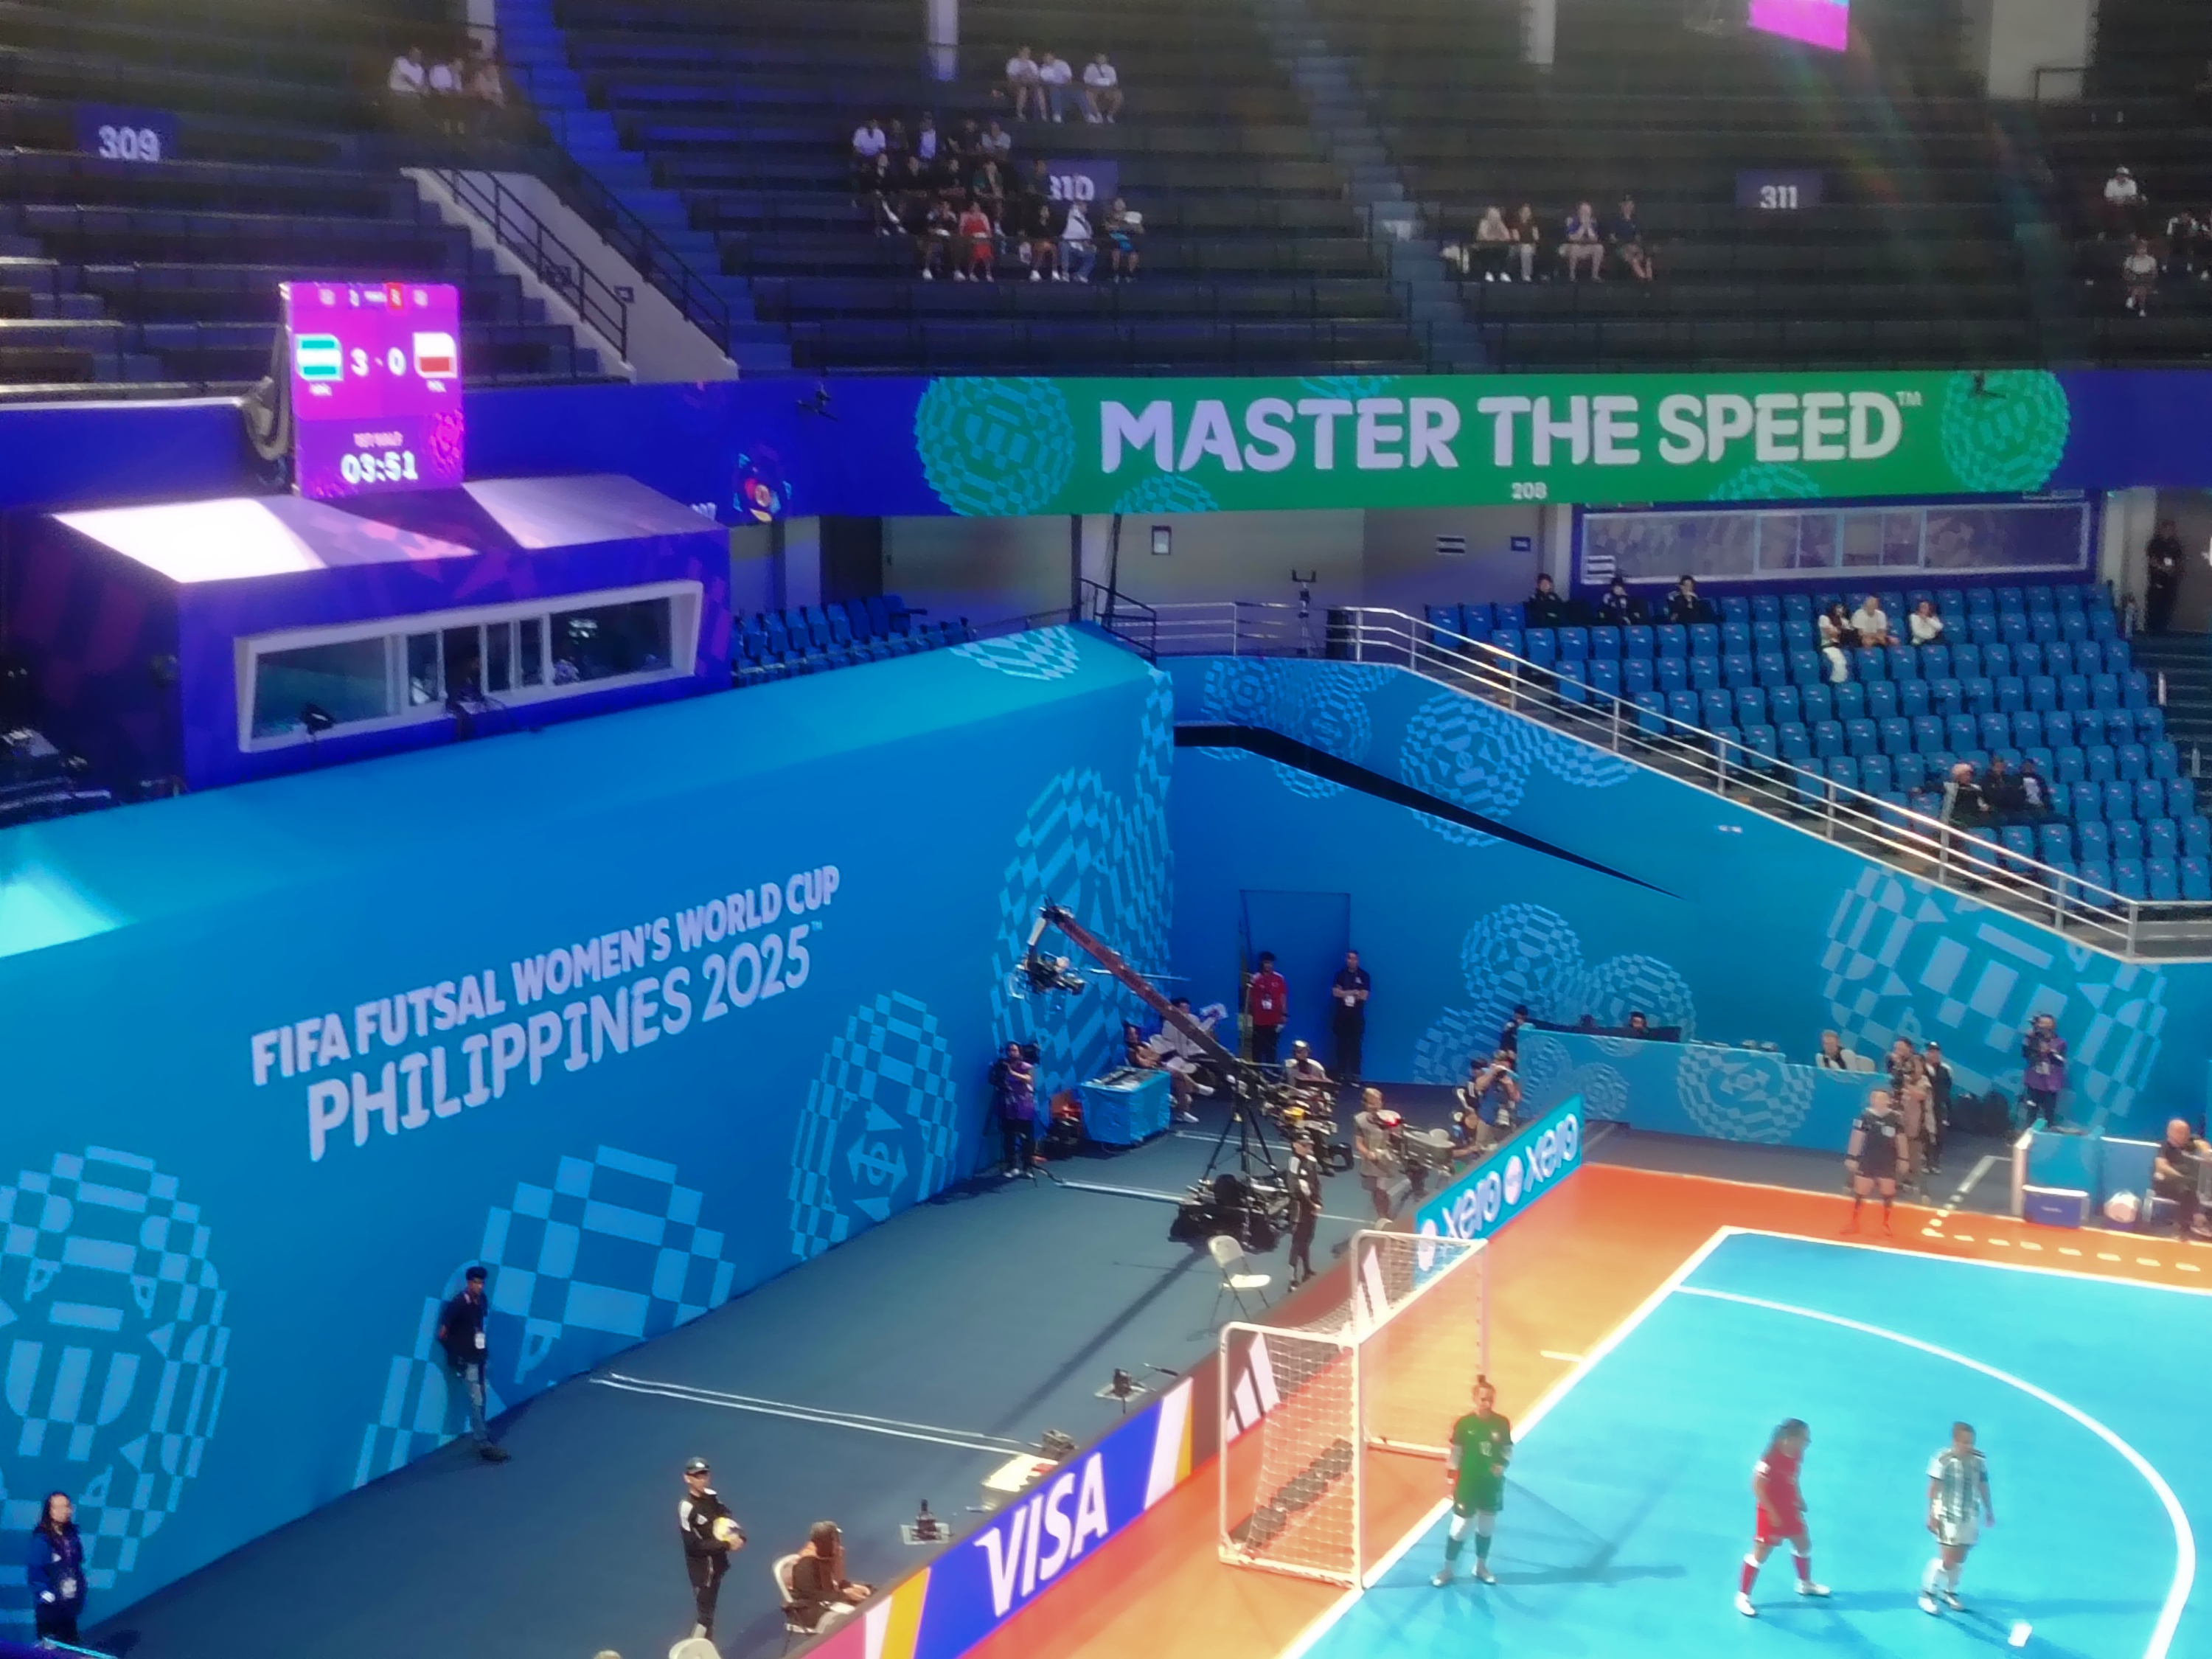 309
310
311
3 - 0
03:51
MASTER THE SPEED™
208
FIFA FUTSAL WOMEN'S WORLD CUP
PHILIPPINES 2025™
xero xero
VISA
12